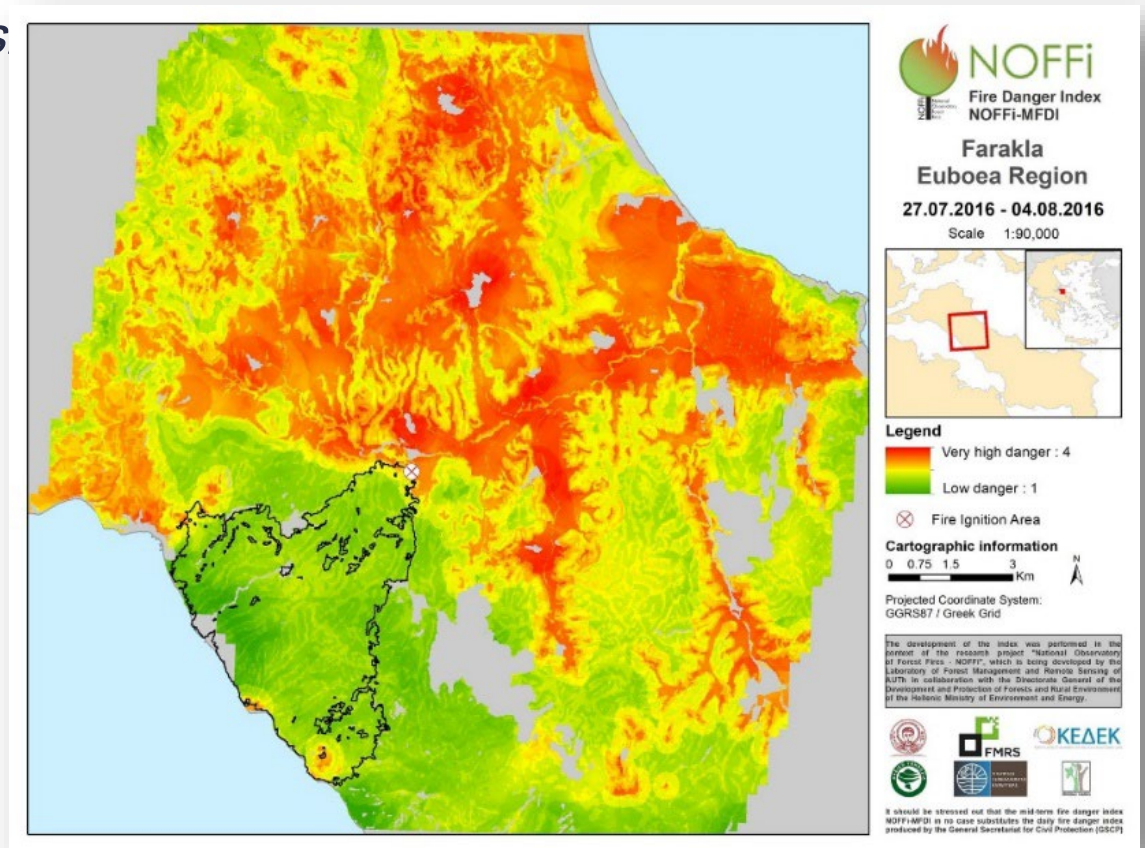 s
NOFFi
Fire Danger Index
NOFFi-MFDI
Farakla
Euboea Region
27.07.2016 - 04.08.2016
Scale 1:90,000
Legend
Very high danger : 4
Low danger : 1
Fire Ignition Area
Cartographic information
0 0.75 1.5 3
Km
N
Projected Coordinate System:
GGRS87 / Greek Grid
The development of the index was performed in the
context of the research project "National Observatory
of Forest Fires - NOFFi", which is being developed by the
Laboratory of Forest Management and Remote Sensing of
AUTh in collaboration with the Directorate General of the
Development and Protection of Forests and Rural Environment
of the Hellenic Ministry of Environment and Energy.
FMRS
ΚΕΔΕΚ
It should be stressed out that the mid-term fire danger index
NOFFi-MFDI in no case substitutes the daily fire danger index
produced by the General Secretariat for Civil Protection (GSCP)